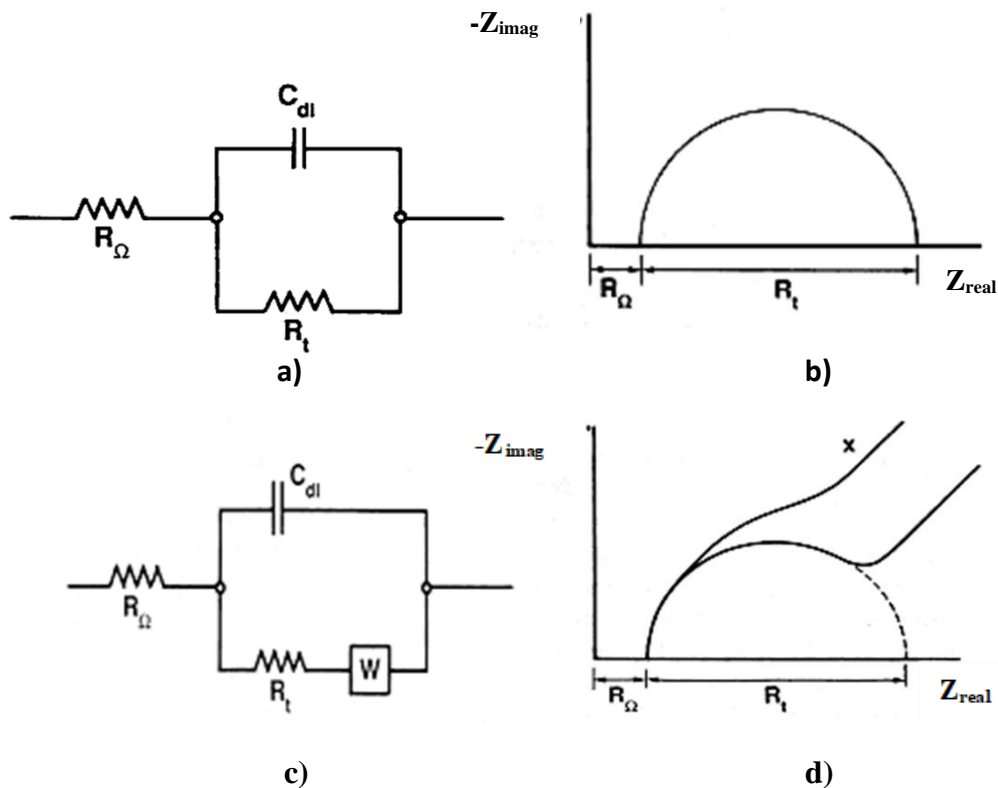 -Zimag
Cdl
RΩ
Rt
a)
RΩ
Rt
Zreal
b)
-Zimag
Cdl
RΩ
Rt
W
c)
x
RΩ
Rt
Zreal
d)